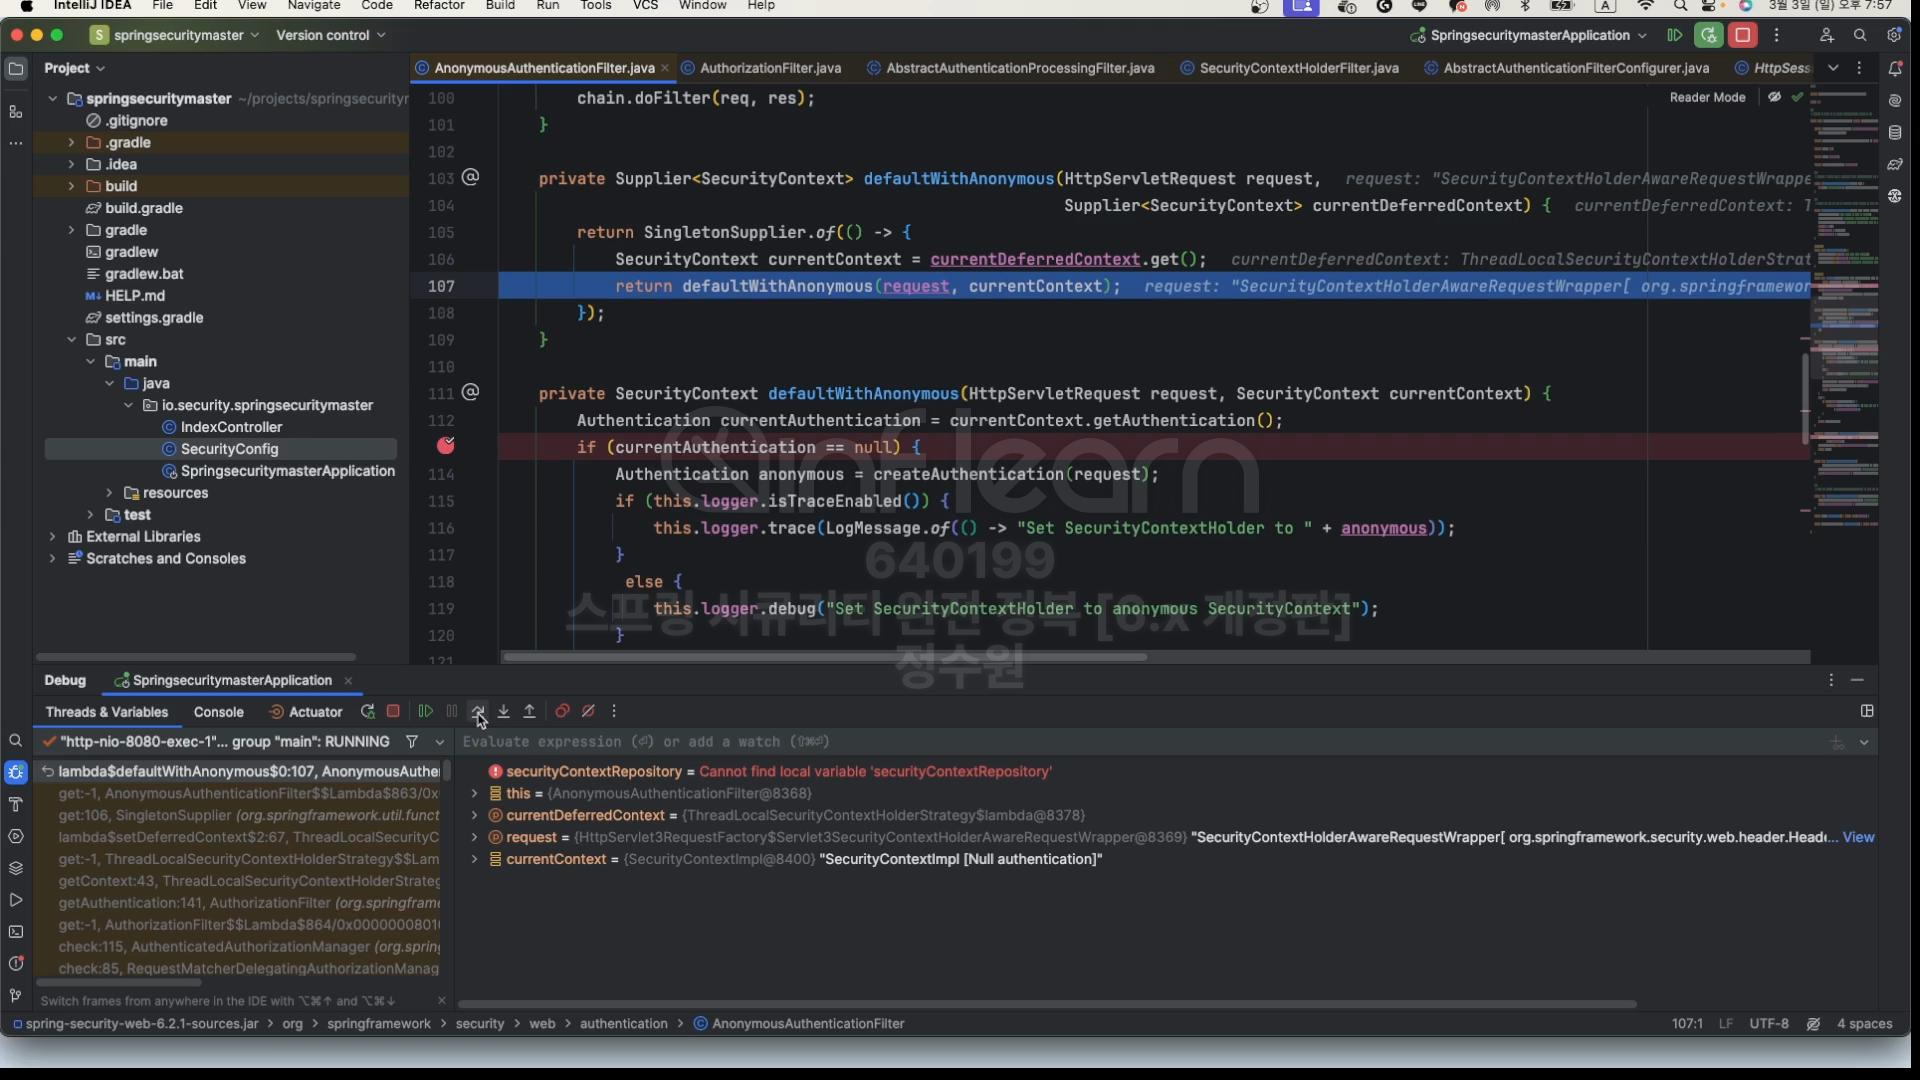 IntelliJ IDEA File Edit View Navigate Code Refactor Build Run Tools VCS Window Help A 3월 3일 (일) 오후 7:57
S springsecuritymaster Version control SpringsecuritymasterApplication
Project
AnonymousAuthenticationFilter.java AuthorizationFilter.java AbstractAuthenticationProcessingFilter.java SecurityContextHolderFilter.java AbstractAuthenticationFilterConfigurer.java HttpSess
Reader Mode
springsecuritymaster ~/projects/springsecurityr
.gitignore
.gradle
.idea
build
build.gradle
gradle
gradlew
gradlew.bat
HELP.md
settings.gradle
src
main
java
io.security.springsecuritymaster
IndexController
SecurityConfig
SpringsecuritymasterApplication
resources
test
External Libraries
Scratches and Consoles
100 chain.doFilter(req, res);
101 }
102
103 private Supplier<SecurityContext> defaultWithAnonymous(HttpServletRequest request, request: "SecurityContextHolderAwareRequestWrappe
104 Supplier<SecurityContext> currentDeferredContext) { currentDeferredContext: T
105 return SingletonSupplier.of(() -> {
106 SecurityContext currentContext = currentDeferredContext.get(); currentDeferredContext: ThreadLocalSecurityContextHolderStrat
107 return defaultWithAnonymous(request, currentContext); request: "SecurityContextHolderAwareRequestWrapper[ org.springframewor
108 });
109 }
110
111 private SecurityContext defaultWithAnonymous(HttpServletRequest request, SecurityContext currentContext) {
112 Authentication currentAuthentication = currentContext.getAuthentication();
if (currentAuthentication == null) {
114 Authentication anonymous = createAuthentication(request);
115 if (this.logger.isTraceEnabled()) {
116 this.logger.trace(LogMessage.of(() -> "Set SecurityContextHolder to " + anonymous));
117 }
118 else {
119 this.logger.debug("Set SecurityContextHolder to anonymous SecurityContext");
120 }
121
inflearn
640199
스프링 시큐리티 완전 정복 [6.x 개정판]
정수원
Debug SpringsecuritymasterApplication
Threads & Variables Console Actuator
"http-nio-8080-exec-1"... group "main": RUNNING
Evaluate expression (⏎) or add a watch (⇧⌘⏎)
lambda$defaultWithAnonymous$0:107, AnonymousAuthe
get:-1, AnonymousAuthenticationFilter$$Lambda$863/0x
get:106, SingletonSupplier (org.springframework.util.funct
lambda$setDeferredContext$2:67, ThreadLocalSecurityC
get:-1, ThreadLocalSecurityContextHolderStrategy$$Lam
getContext:43, ThreadLocalSecurityContextHolderStrateg
getAuthentication:141, AuthorizationFilter (org.springframe
get:-1, AuthorizationFilter$$Lambda$864/0x0000000801
check:115, AuthenticatedAuthorizationManager (org.spring
check:85, RequestMatcherDelegatingAuthorizationManag
Switch frames from anywhere in the IDE with ⌥⌘↑ and ⌥⌘↓
securityContextRepository = Cannot find local variable 'securityContextRepository'
this = {AnonymousAuthenticationFilter@8368}
currentDeferredContext = {ThreadLocalSecurityContextHolderStrategy$lambda@8378}
request = {HttpServlet3RequestFactory$Servlet3SecurityContextHolderAwareRequestWrapper@8369} "SecurityContextHolderAwareRequestWrapper[ org.springframework.security.web.header.Heade... View
currentContext = {SecurityContextImpl@8400} "SecurityContextImpl [Null authentication]"
spring-security-web-6.2.1-sources.jar > org > springframework > security > web > authentication > AnonymousAuthenticationFilter
107:1 LF UTF-8 4 spaces